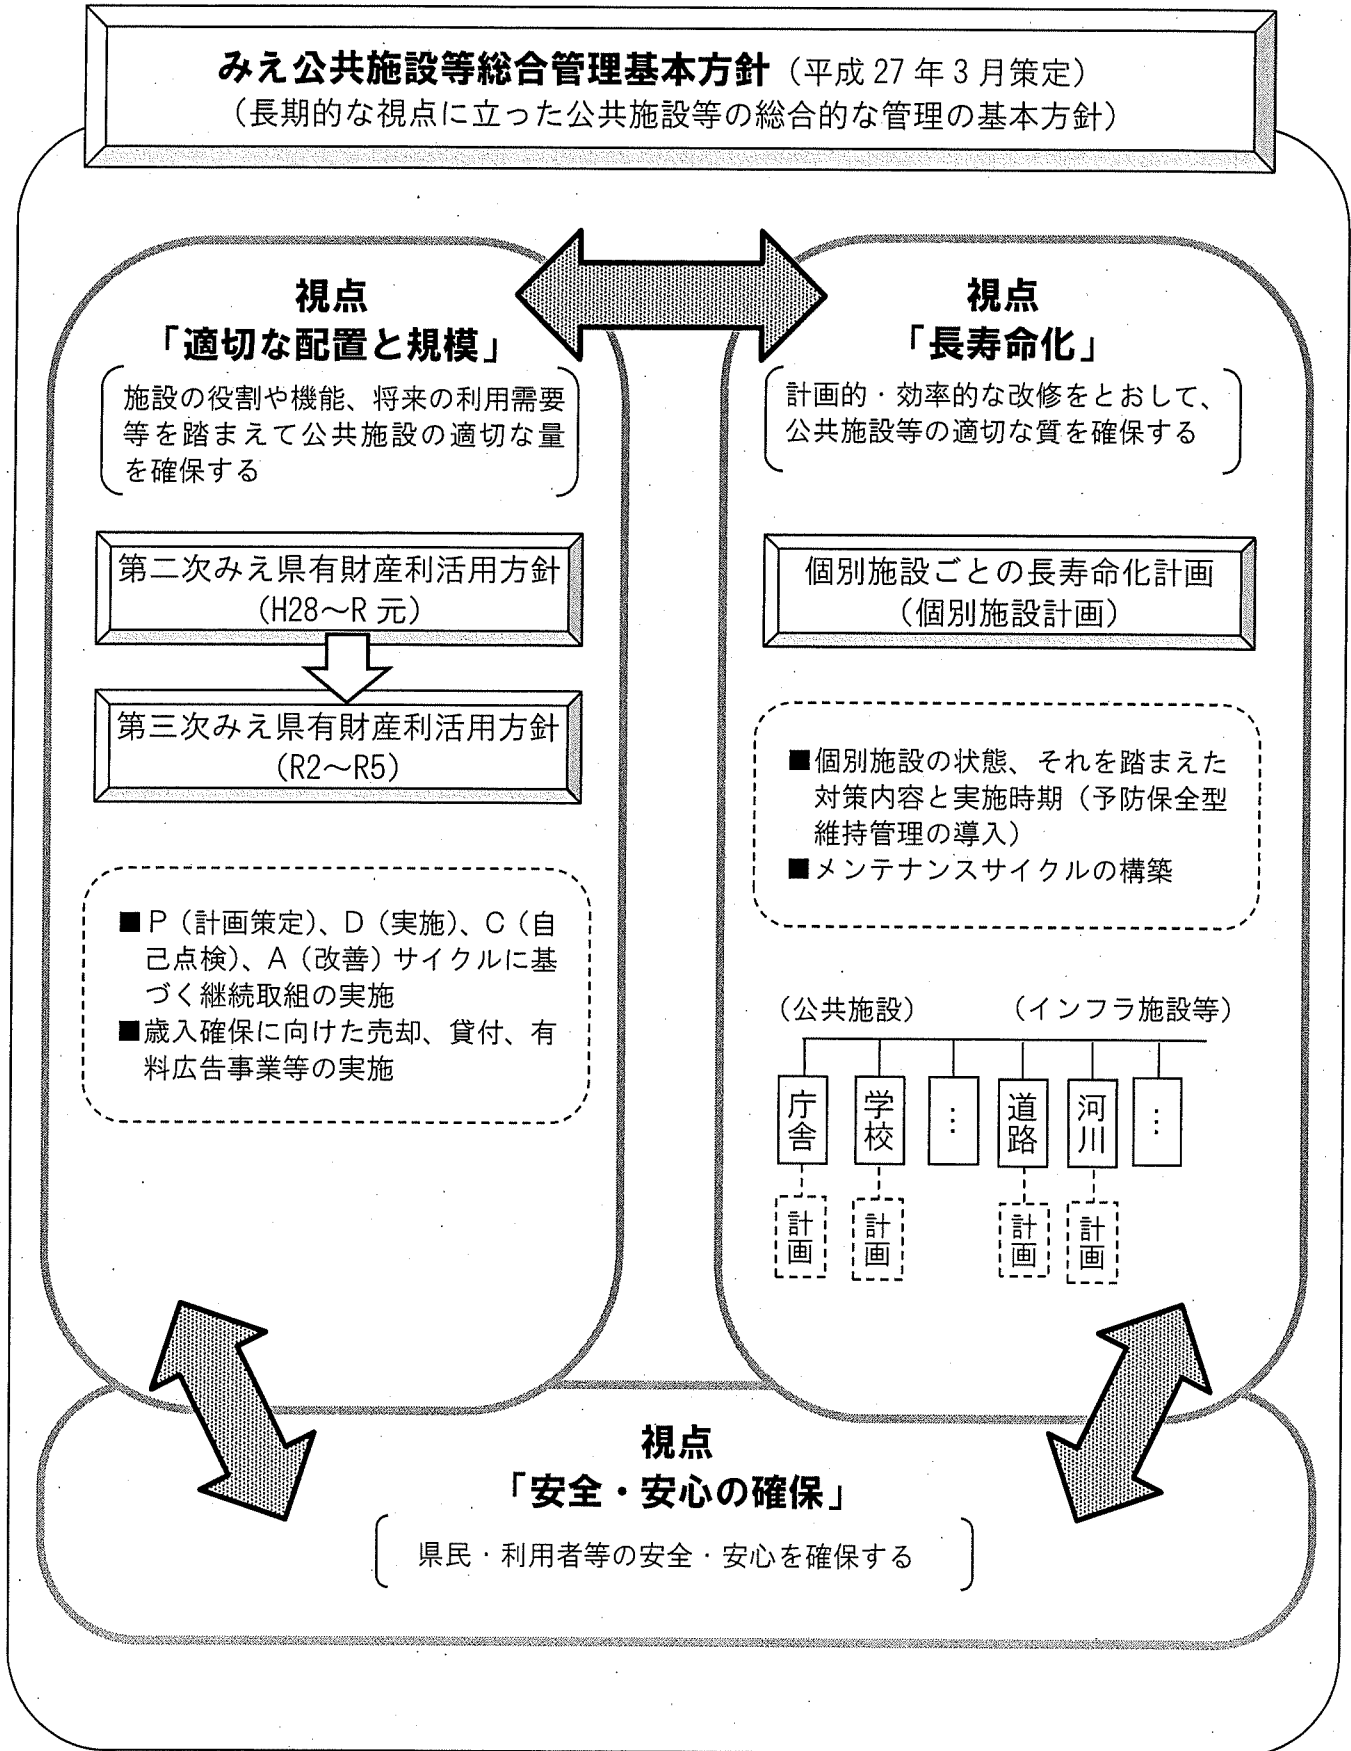 みえ公共施設等総合管理基本方針（平成27年3月策定）
（長期的な視点に立った公共施設等の総合的な管理の基本方針）
視点
「適切な配置と規模」
施設の役割や機能、将来の利用需要
等を踏まえて公共施設の適切な量
を確保する
第二次みえ県有財産利活用方針
（H28～R元）
第三次みえ県有財産利活用方針
（R2～R5）
■P（計画策定）、D（実施）、C（自
己点検）、A（改善）サイクルに基
づく継続取組の実施
■歳入確保に向けた売却、貸付、有
料広告事業等の実施
視点
「長寿命化」
計画的・効率的な改修をとおして、
公共施設等の適切な質を確保する
個別施設ごとの長寿命化計画
（個別施設計画）
■個別施設の状態、それを踏まえた
対策内容と実施時期（予防保全型
維持管理の導入）
■メンテナンスサイクルの構築
（公共施設）　（インフラ施設等）
庁舎　学校　…　道路　河川　…
計画　計画　計画　計画
視点
「安全・安心の確保」
県民・利用者等の安全・安心を確保する